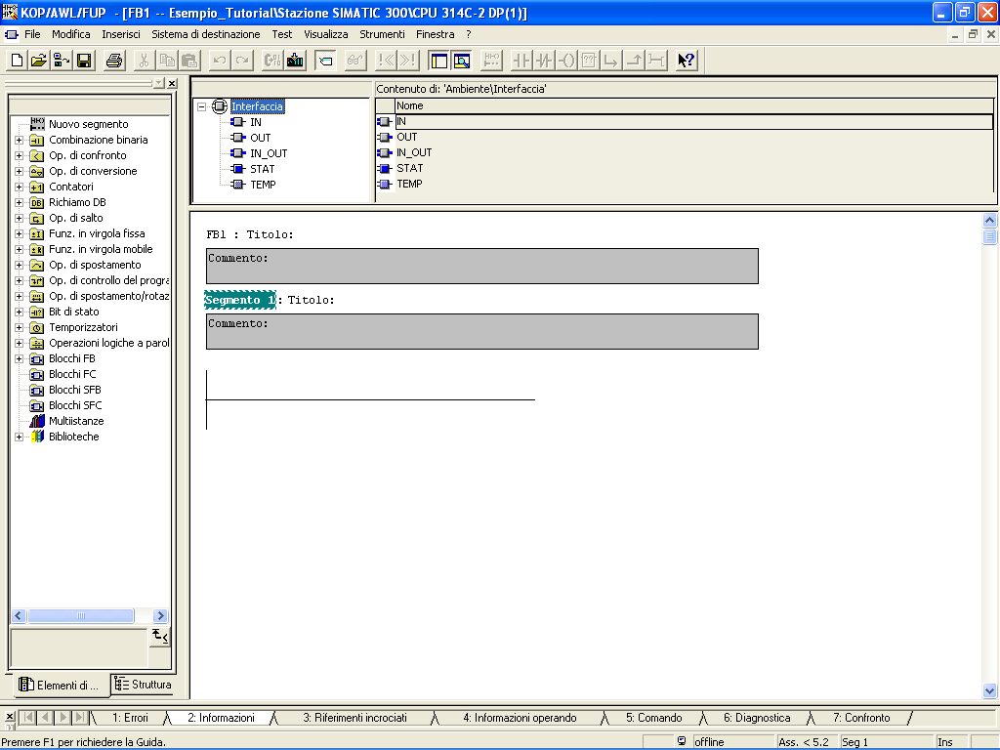 KOP/AWL/FUP - [FB1 -- Esempio_Tutorial\Stazione SIMATIC 300\CPU 314C-2 DP(1)]
File Modifica Inserisci Sistema di destinazione Test Visualizza Strumenti Finestra ?
Contenuto di: 'Ambiente\Interfaccia'
Interfaccia
IN
OUT
IN_OUT
STAT
TEMP
Nome
IN
OUT
IN_OUT
STAT
TEMP
Nuovo segmento
Combinazione binaria
Op. di confronto
Op. di conversione
Contatori
Richiamo DB
Op. di salto
Funz. in virgola fissa
Funz. in virgola mobile
Op. di spostamento
Op. di controllo del progra
Op. di spostamento/rotaz
Bit di stato
Temporizzatori
Operazioni logiche a parol
Blocchi FB
Blocchi FC
Blocchi SFB
Blocchi SFC
Multiistanze
Biblioteche
Elementi di ... Struttura
FB1 : Titolo:
Commento:
Segmento 1: Titolo:
Commento:
1: Errori 2: Informazioni 3: Riferimenti incrociati 4: Informazioni operando 5: Comando 6: Diagnostica 7: Confronto
Premere F1 per richiedere la Guida. offline Ass. < 5.2 Seg 1 Ins